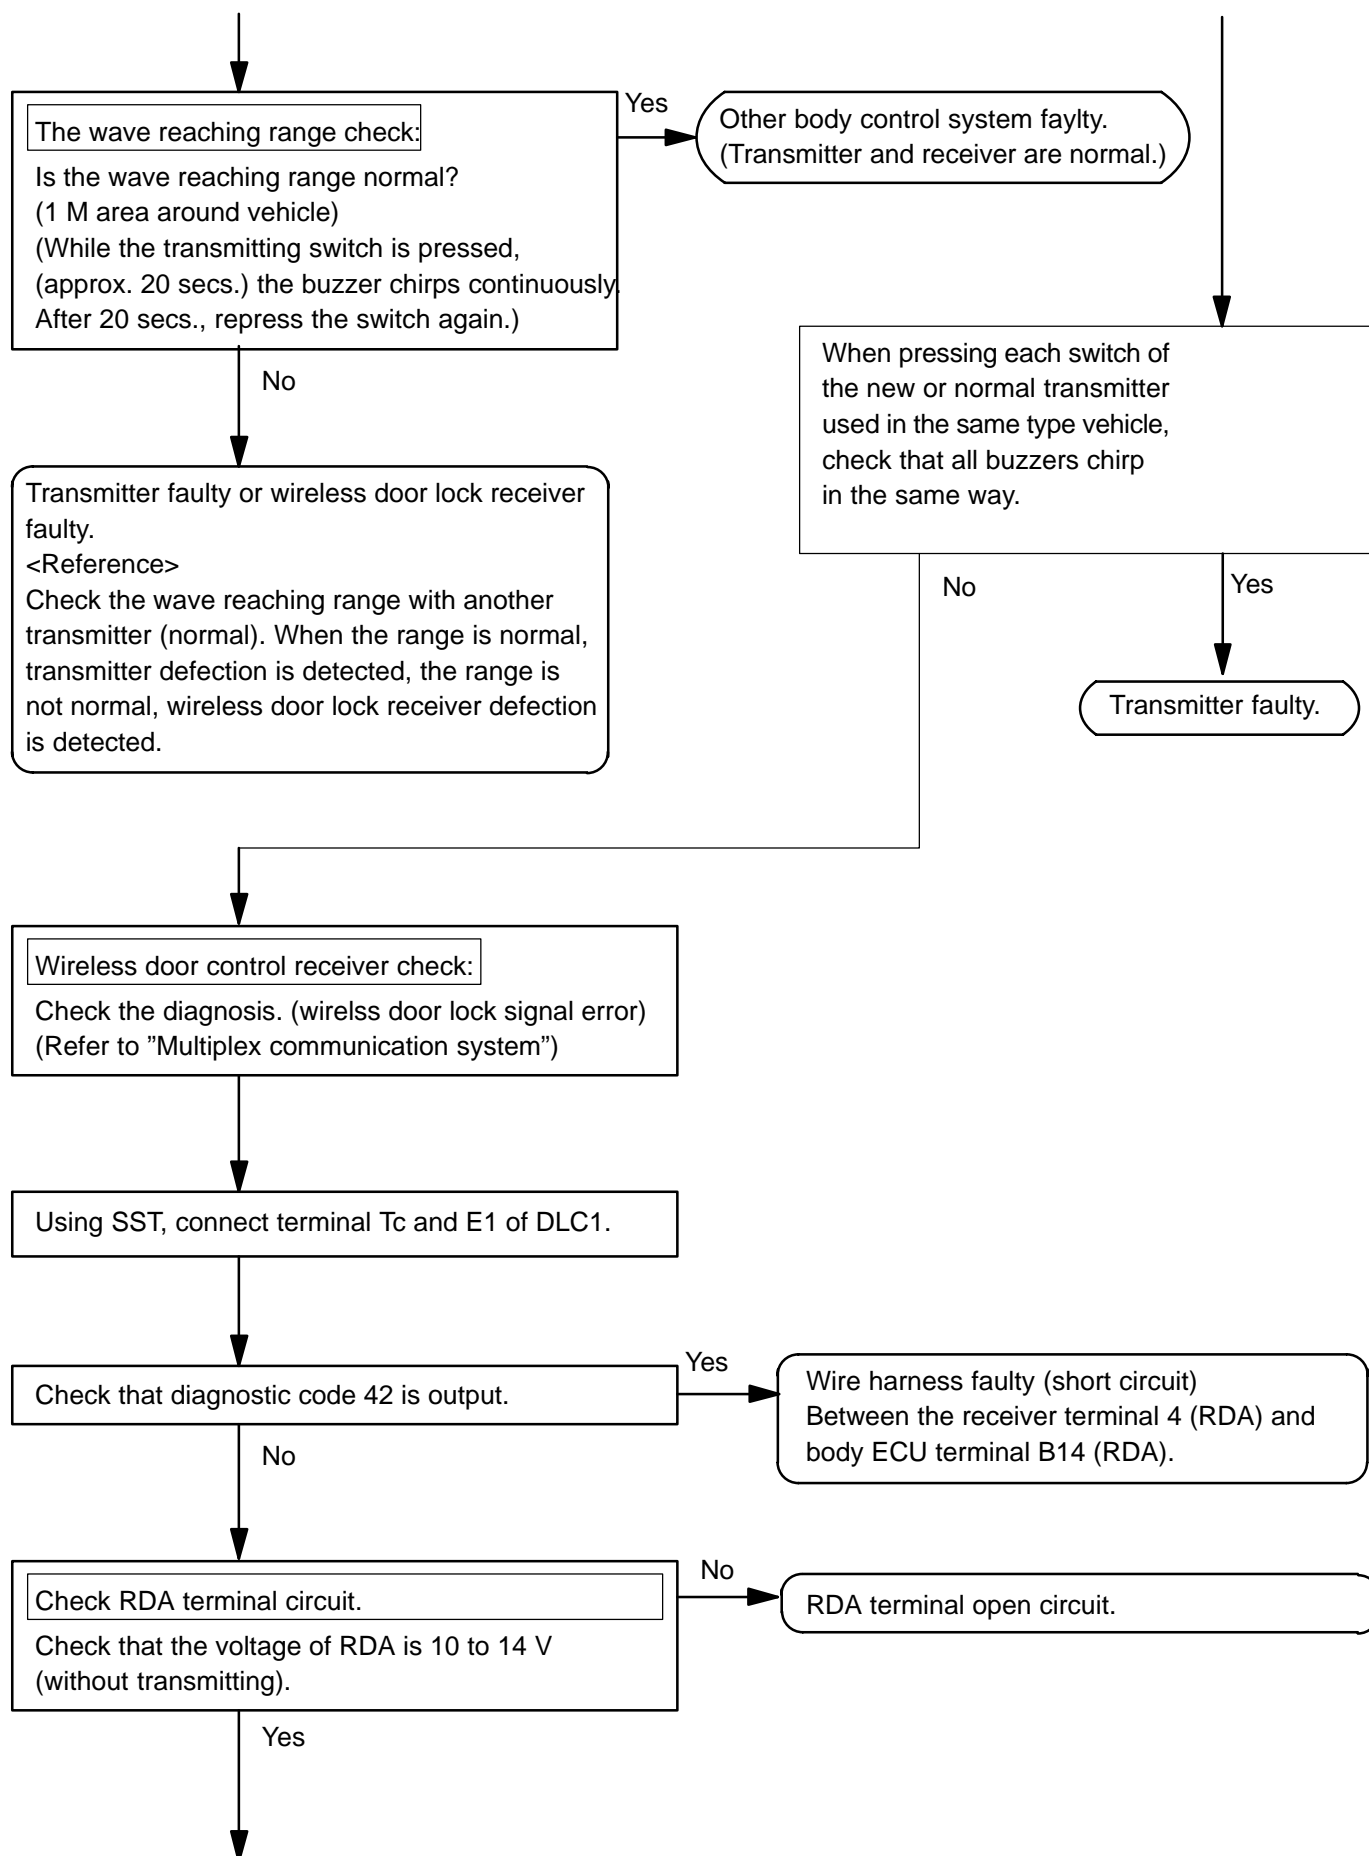 The wave reaching range check:
Is the wave reaching range normal?
(1 M area around vehicle)
(While the transmitting switch is pressed,
(approx. 20 secs.) the buzzer chirps continuously.
After 20 secs., repress the switch again.)
Yes
Other body control system faylty.
(Transmitter and receiver are normal.)
No
Transmitter faulty or wireless door lock receiver
faulty.
<Reference>
Check the wave reaching range with another
transmitter (normal). When the range is normal,
transmitter defection is detected, the range is
not normal, wireless door lock receiver defection
is detected.
When pressing each switch of
the new or normal transmitter
used in the same type vehicle,
check that all buzzers chirp
in the same way.
No
Yes
Transmitter faulty.
Wireless door control receiver check:
Check the diagnosis. (wirelss door lock signal error)
(Refer to ”Multiplex communication system”)
Using SST, connect terminal Tc and E1 of DLC1.
Check that diagnostic code 42 is output.
Yes
Wire harness faulty (short circuit)
Between the receiver terminal 4 (RDA) and
body ECU terminal B14 (RDA).
No
Check RDA terminal circuit.
Check that the voltage of RDA is 10 to 14 V
(without transmitting).
No
RDA terminal open circuit.
Yes